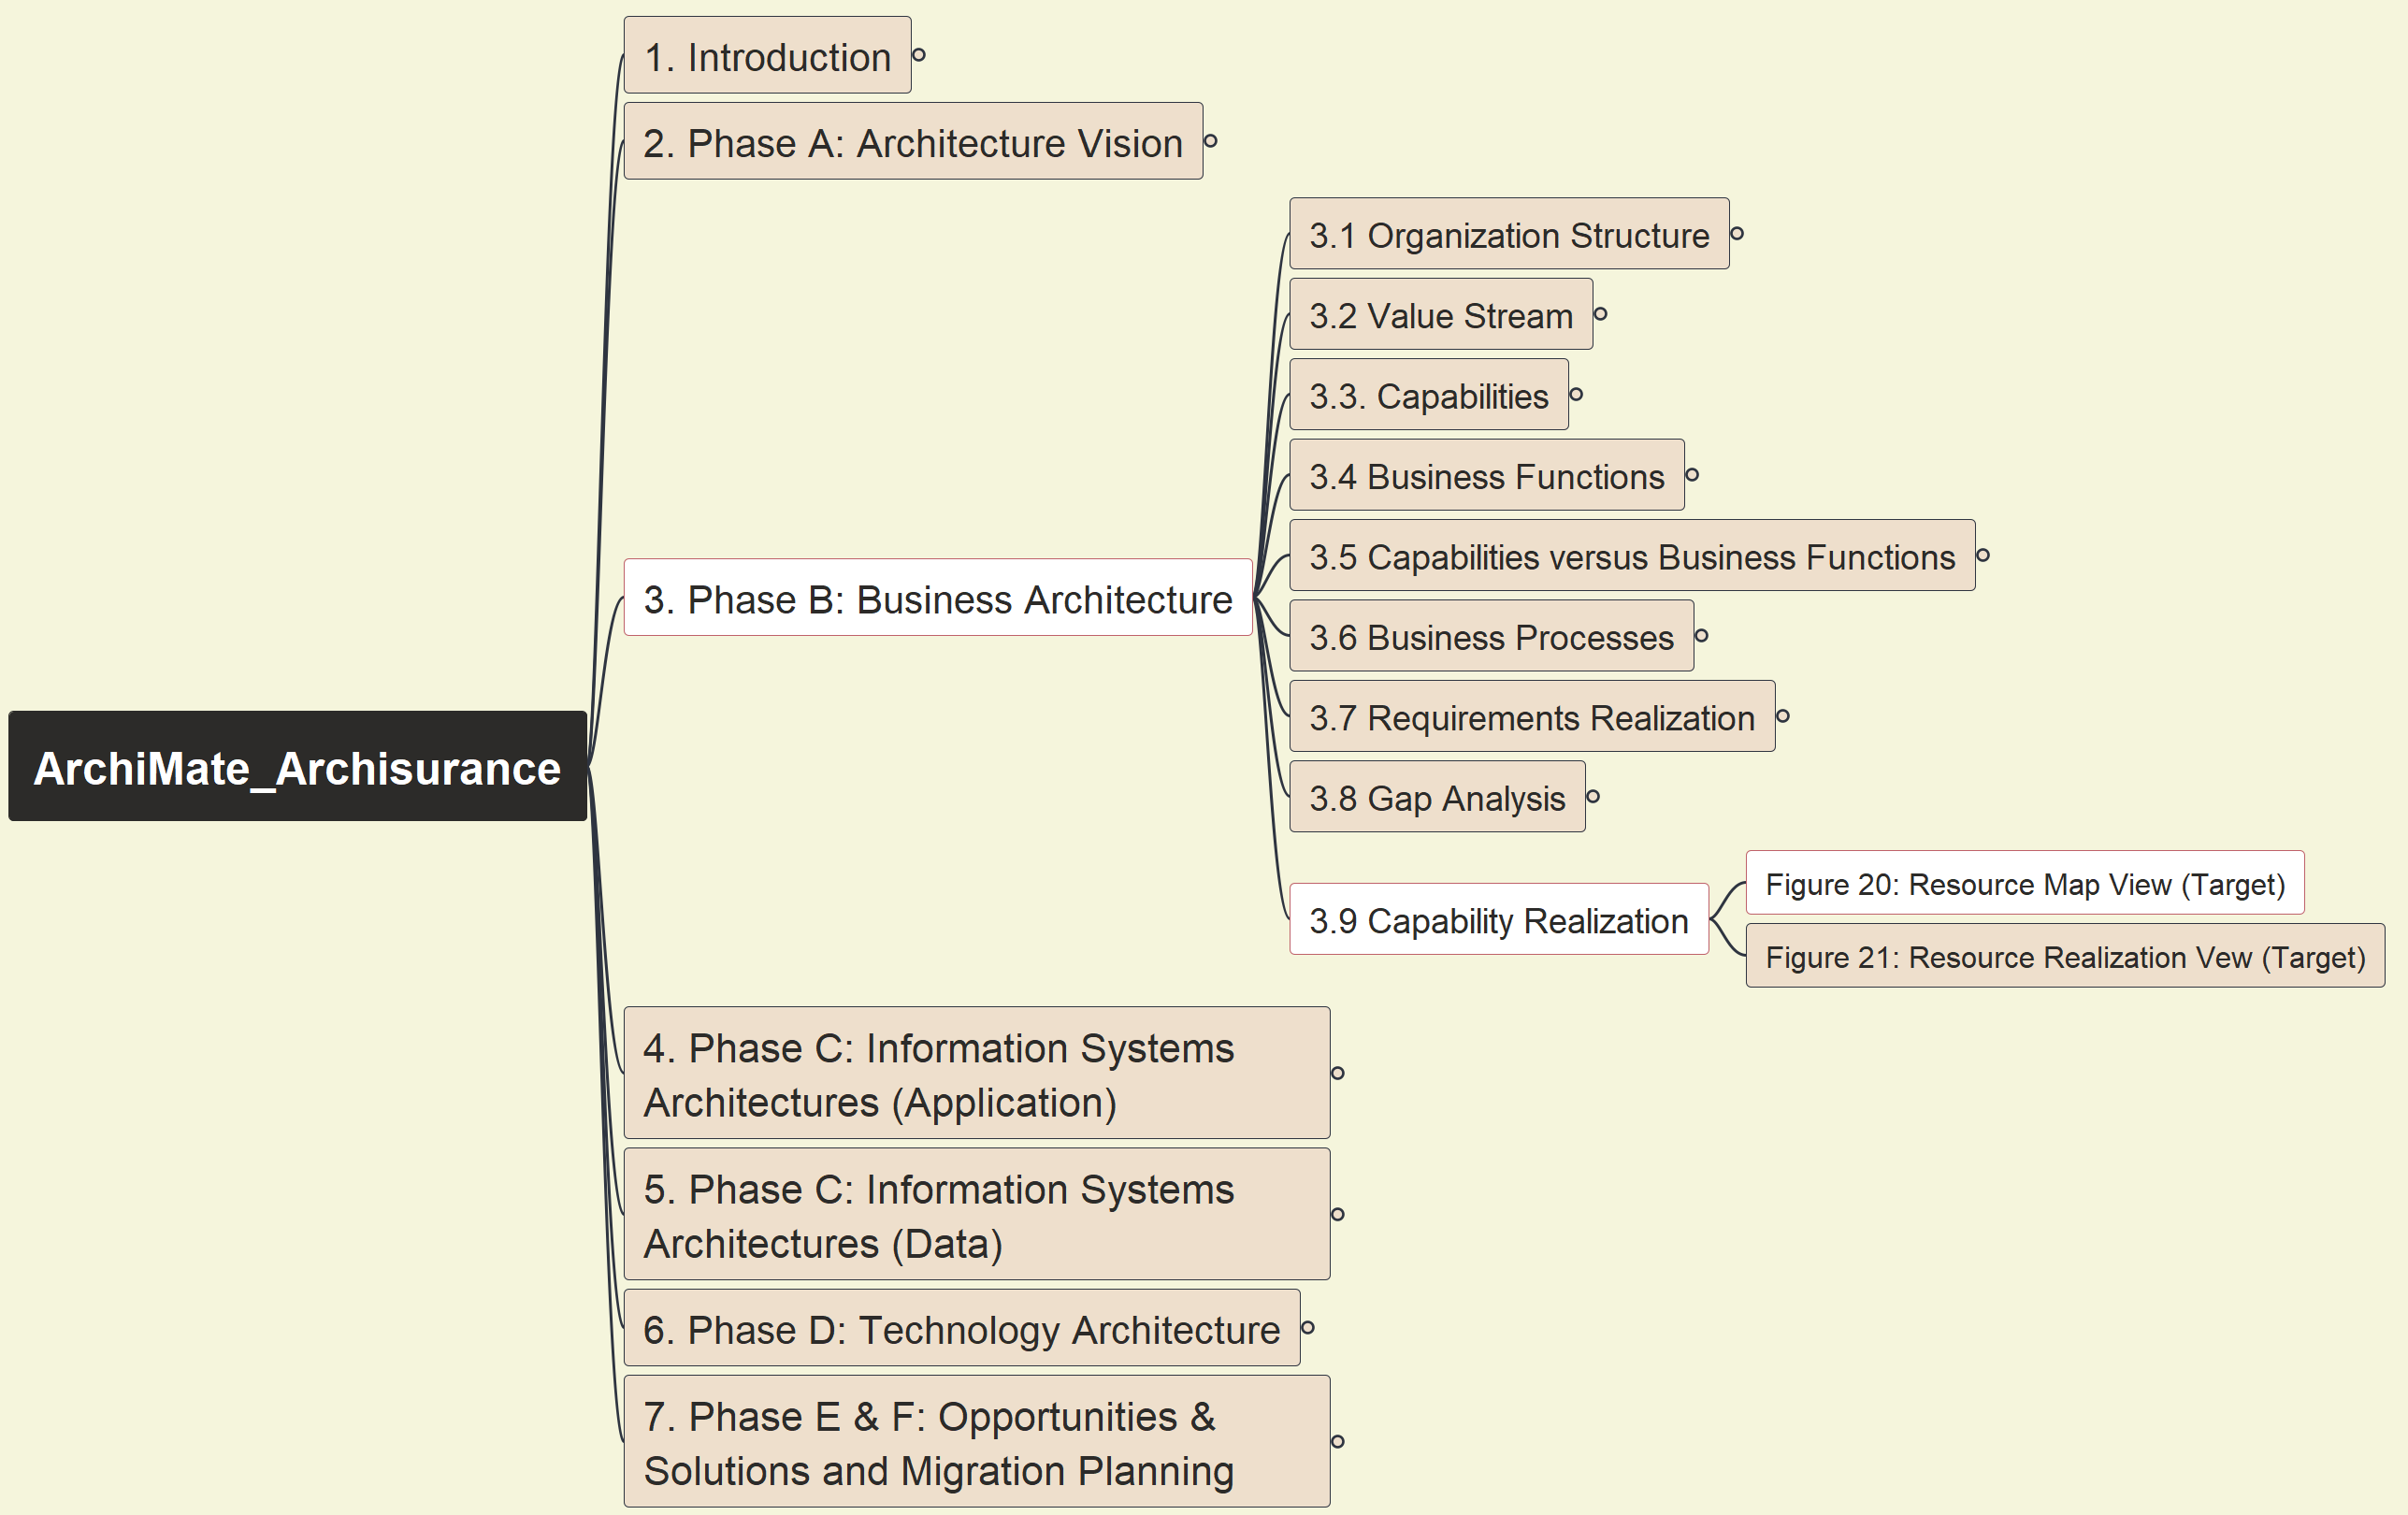 1. Introduction
2. Phase A: Architecture Vision
3.1 Organization Structure
3.2 Value Stream
3.3. Capabilities
3.4 Business Functions
3.5 Capabilities versus Business Functions
3. Phase B: Business Architecture
3.6 Business Processes
3.7 Requirements Realization
ArchiMate_Archisurance
3.8 Gap Analysis
3.9 Capability Realization
Figure 20: Resource Map View (Target)
Figure 21: Resource Realization Vew (Target)
4. Phase C: Information Systems
Architectures (Application)
5. Phase C: Information Systems
Architectures (Data)
6. Phase D: Technology Architecture
7. Phase E & F: Opportunities &
Solutions and Migration Planning